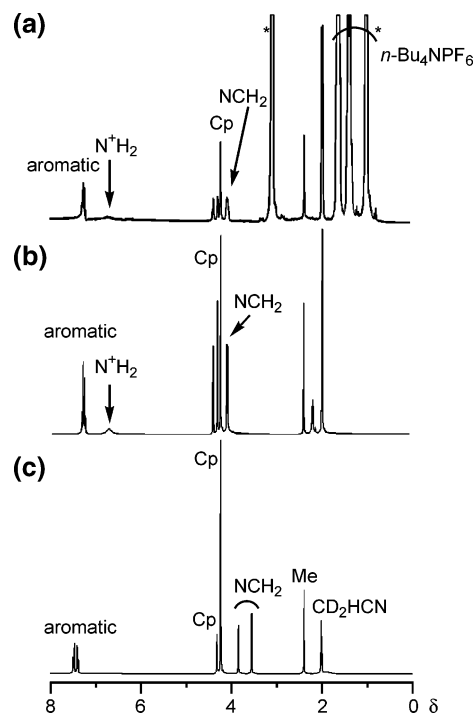 (a)
*
*
n-Bu4NPF6
NCH2
Cp
N+H2
aromatic
(b)
Cp
NCH2
aromatic
N+H2
(c)
Cp
NCH2
Me
CD2HCN
Cp
aromatic
8 6 4 2 0 δ